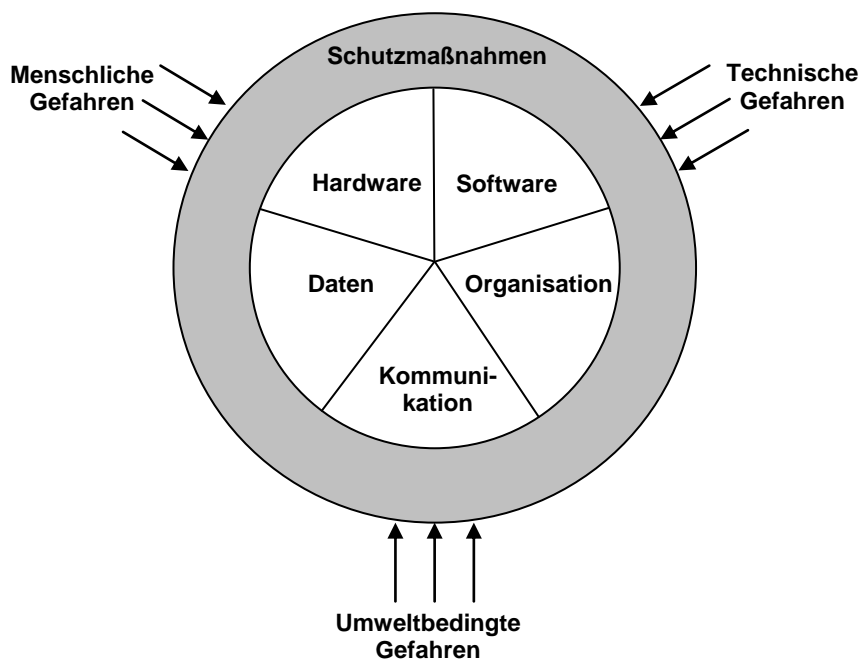 Schutzmaßnahmen
Menschliche
Gefahren
Technische
Gefahren
Hardware
Software
Daten
Organisation
Kommuni-
kation
Umweltbedingte
Gefahren